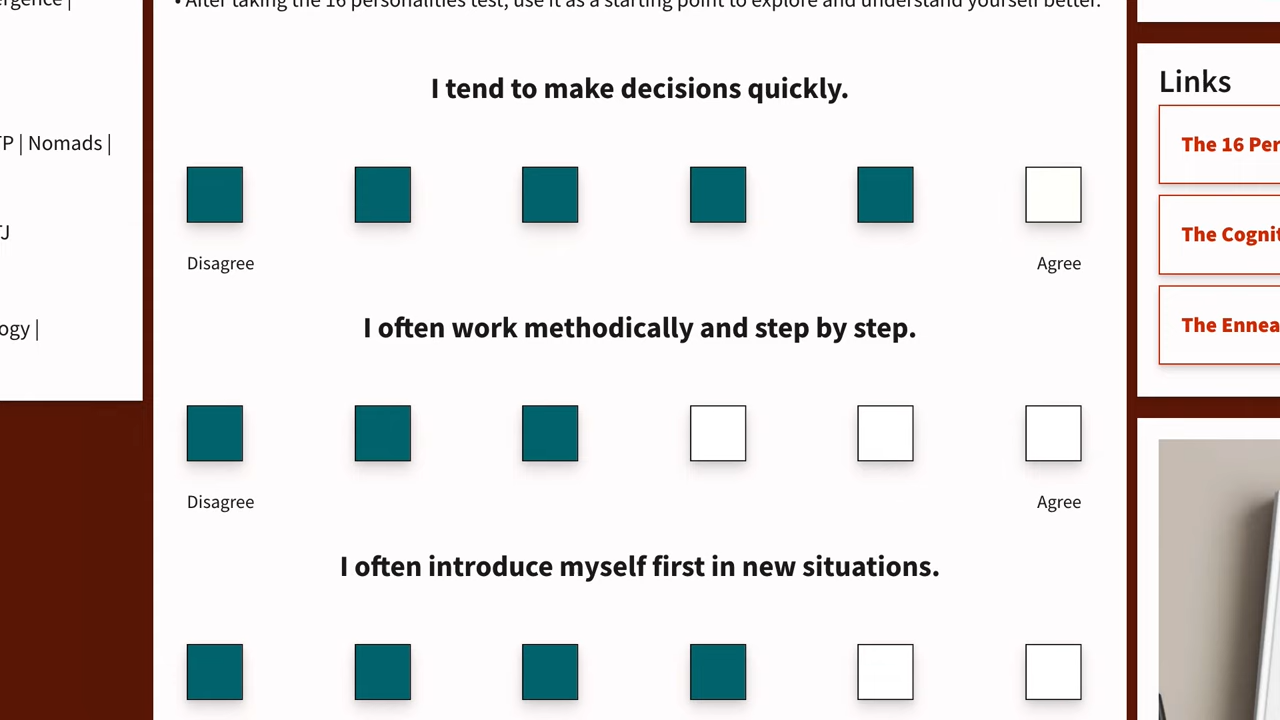 ergence |
TP | Nomads |
TJ
ogy |
• After taking the 16 personalities test, use it as a starting point to explore and understand yourself better.
I tend to make decisions quickly.
Disagree
Agree
I often work methodically and step by step.
Disagree
Agree
I often introduce myself first in new situations.
Links
The 16 Per
The Cognit
The Ennea